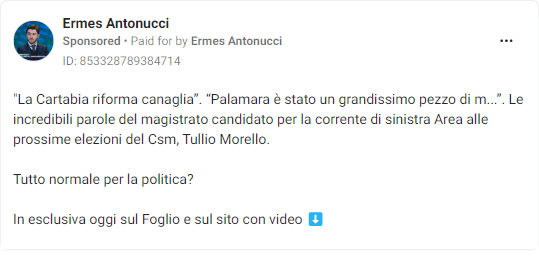 Ermes Antonucci
Sponsored • Paid for by Ermes Antonucci
ID: 853328789384714
"La Cartabia riforma canaglia”. “Palamara è stato un grandissimo pezzo di m...”. Le
incredibili parole del magistrato candidato per la corrente di sinistra Area alle
prossime elezioni del Csm, Tullio Morello.
Tutto normale per la politica?
In esclusiva oggi sul Foglio e sul sito con video ⬇️